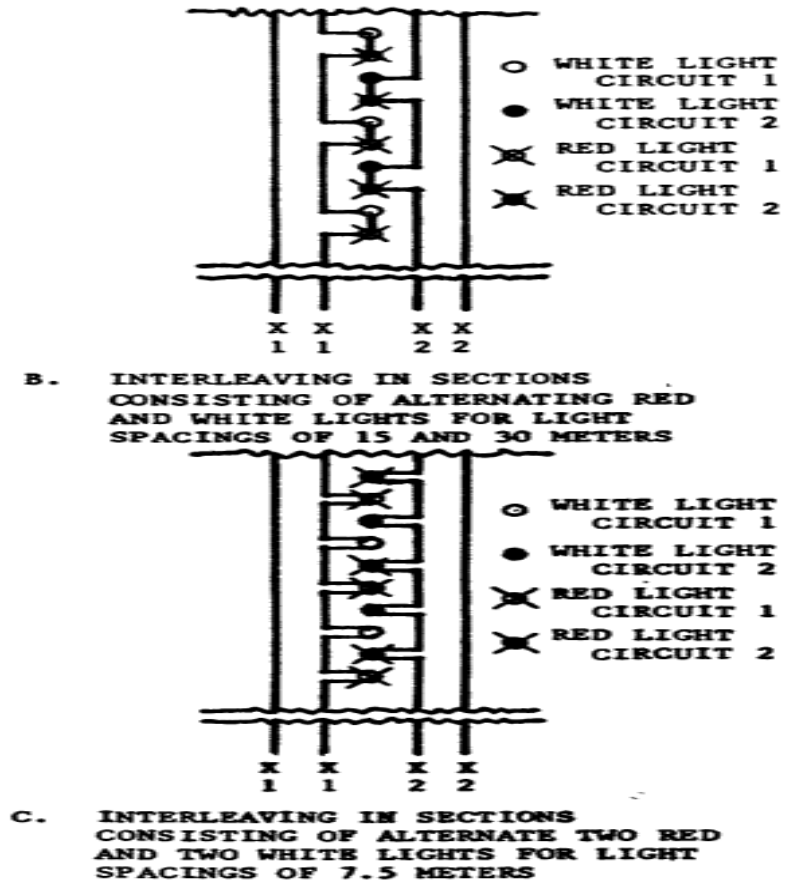 WHITE LIGHT
CIRCUIT 1
WHITE LIGHT
CIRCUIT 2
RED LIGHT
CIRCUIT 1
RED LIGHT
CIRCUIT 2
X X X X
1 1 2 2
B. INTERLEAVING IN SECTIONS
CONSISTING OF ALTERNATING RED
AND WHITE LIGHTS FOR LIGHT
SPACINGS OF 15 AND 30 METERS
WHITE LIGHT
CIRCUIT 1
WHITE LIGHT
CIRCUIT 2
RED LIGHT
CIRCUIT 1
RED LIGHT
CIRCUIT 2
X X X X
1 1 2 2
C. INTERLEAVING IN SECTIONS
CONSISTING OF ALTERNATE TWO RED
AND TWO WHITE LIGHTS FOR LIGHT
SPACINGS OF 7.5 METERS